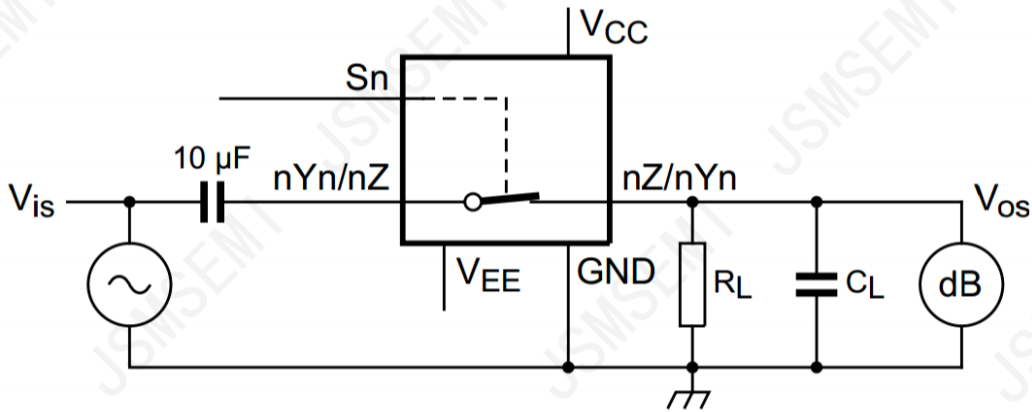 VCC
Sn
10 µF
nYn/nZ
nZ/nYn
Vis
Vos
VEE
GND
RL
CL
dB
JSMSEMI
JSMSEMI
JSMSEMI
JSMSEMI